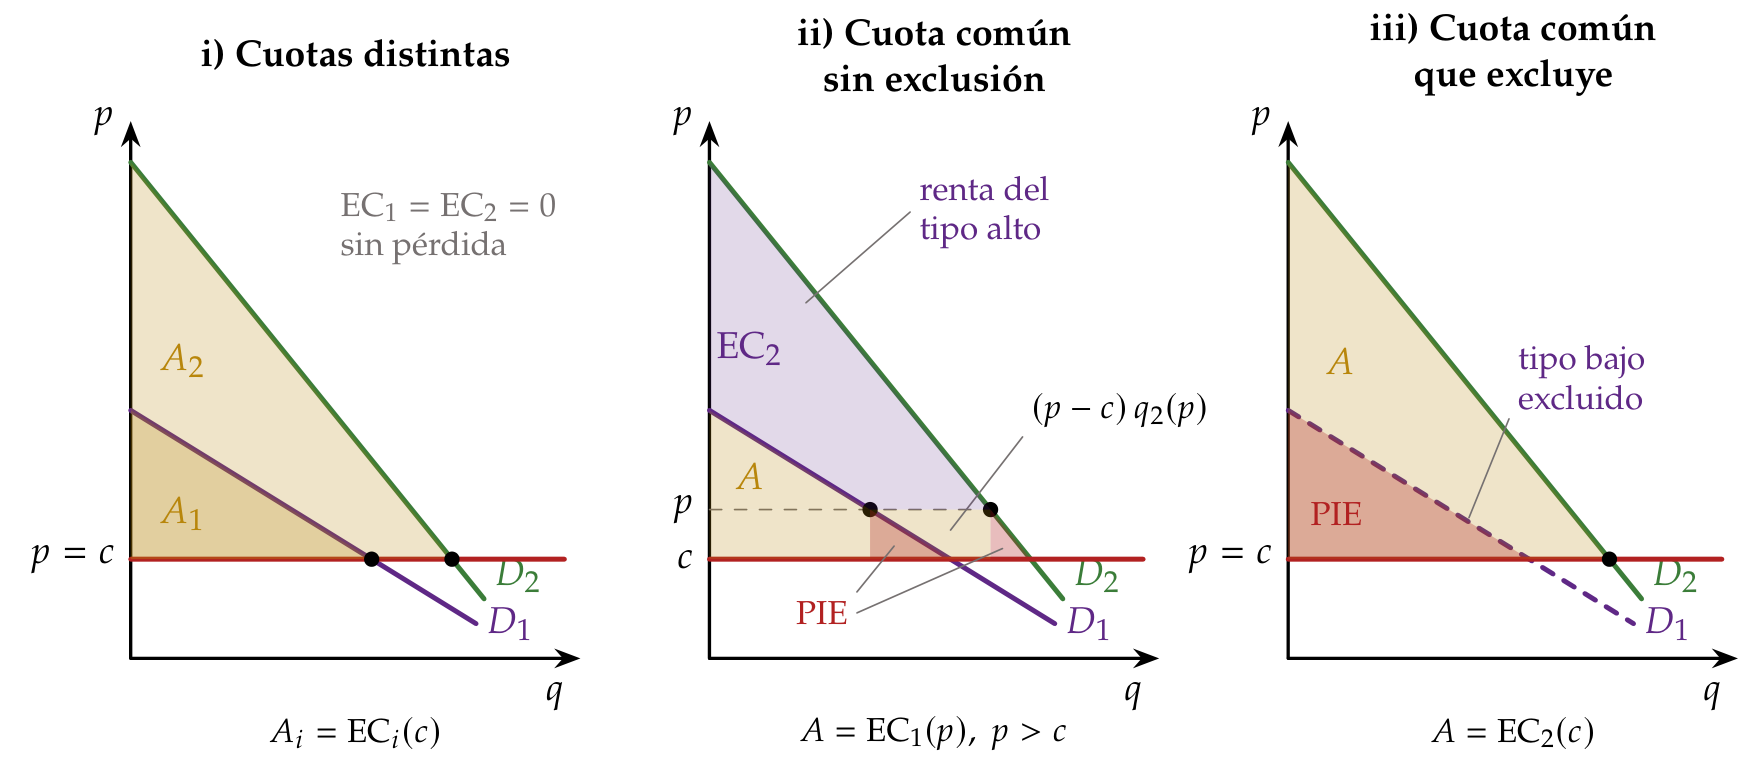 i) Cuotas distintas
p
EC₁ = EC₂ = 0
sin pérdida
A₂
A₁
p = c
D₂
D₁
q
Aᵢ = ECᵢ(c)
ii) Cuota común
sin exclusión
p
renta del
tipo alto
EC₂
(p − c) q₂(p)
A
p
c
PIE
D₂
D₁
q
A = EC₁(p), p > c
iii) Cuota común
que excluye
p
A
tipo bajo
excluido
PIE
p = c
D₂
D₁
q
A = EC₂(c)